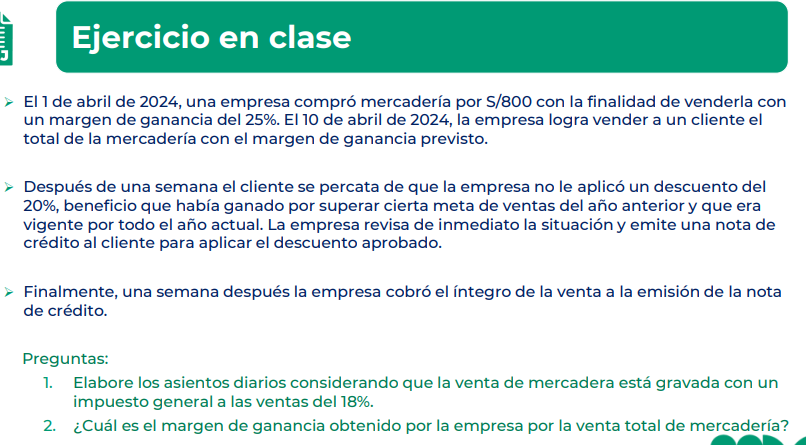 Ejercicio en clase
➢ El 1 de abril de 2024, una empresa compró mercadería por S/800 con la finalidad de venderla con
un margen de ganancia del 25%. El 10 de abril de 2024, la empresa logra vender a un cliente el
total de la mercadería con el margen de ganancia previsto.
➢ Después de una semana el cliente se percata de que la empresa no le aplicó un descuento del
20%, beneficio que había ganado por superar cierta meta de ventas del año anterior y que era
vigente por todo el año actual. La empresa revisa de inmediato la situación y emite una nota de
crédito al cliente para aplicar el descuento aprobado.
➢ Finalmente, una semana después la empresa cobró el íntegro de la venta a la emisión de la nota
de crédito.
Preguntas:
1. Elabore los asientos diarios considerando que la venta de mercadera está gravada con un
impuesto general a las ventas del 18%.
2. ¿Cuál es el margen de ganancia obtenido por la empresa por la venta total de mercadería?